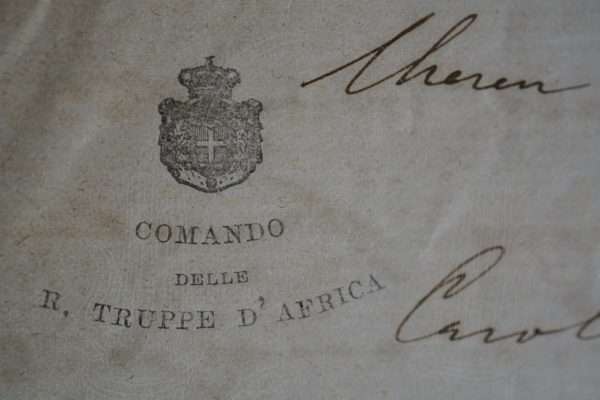 Cheren
COMANDO
DELLE
R. TRUPPE D'AFRICA